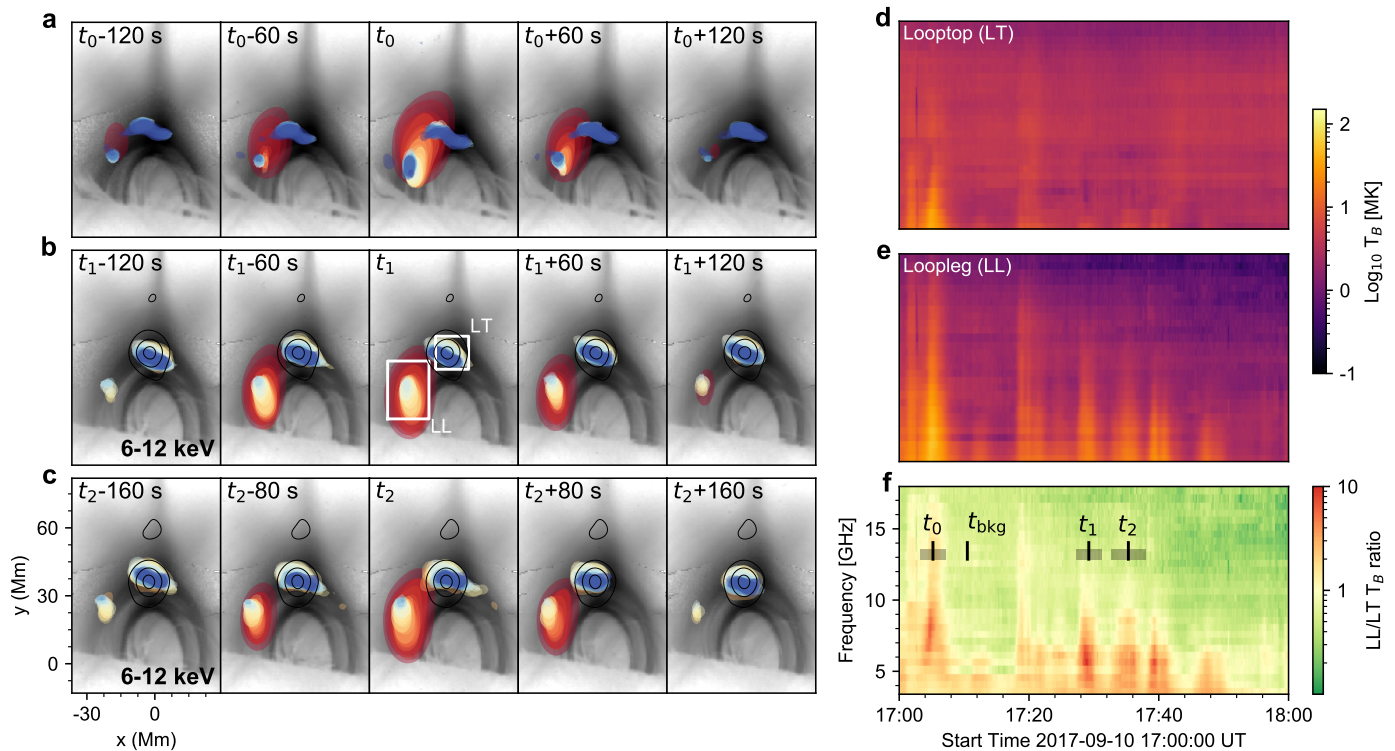 a
t0-120 s
t0-60 s
t0
t0+60 s
t0+120 s
b
t1-120 s
t1-60 s
t1
t1+60 s
t1+120 s
LT
LL
6-12 keV
c
t2-160 s
t2-80 s
t2
t2+80 s
t2+160 s
6-12 keV
60
30
0
y (Mm)
-30
0
x (Mm)
d
Looptop (LT)
e
Loopleg (LL)
2
1
0
-1
Log10 TB [MK]
f
t0
tbkg
t1
t2
15
10
5
Frequency [GHz]
17:00
17:20
17:40
18:00
Start Time 2017-09-10 17:00:00 UT
10
1
LL/LT TB ratio